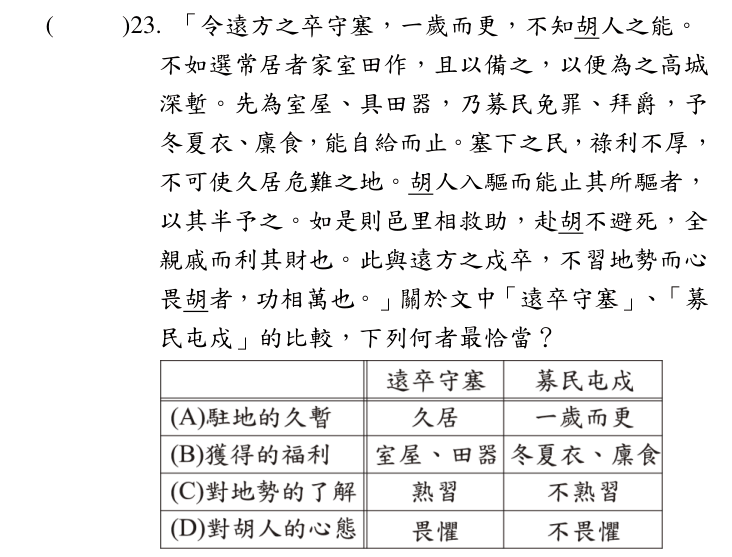 (　　)23. 「令遠方之卒守塞，一歲而更，不知胡人之能。
不如選常居者家室田作，且以備之，以便為之高城
深塹。先為室屋、具田器，乃募民免罪、拜爵，予
冬夏衣、廩食，能自給而止。塞下之民，祿利不厚，
不可使久居危難之地。胡人入驅而能止其所驅者，
以其半予之。如是則邑里相救助，赴胡不避死，全
親戚而利其財也。此與遠方之戍卒，不習地勢而心
畏胡者，功相萬也。」關於文中「遠卒守塞」、「募
民屯戍」的比較，下列何者最恰當？
遠卒守塞 募民屯戍
(A)駐地的久暫 久居 一歲而更
(B)獲得的福利 室屋、田器 冬夏衣、廩食
(C)對地勢的了解 熟習 不熟習
(D)對胡人的心態 畏懼 不畏懼